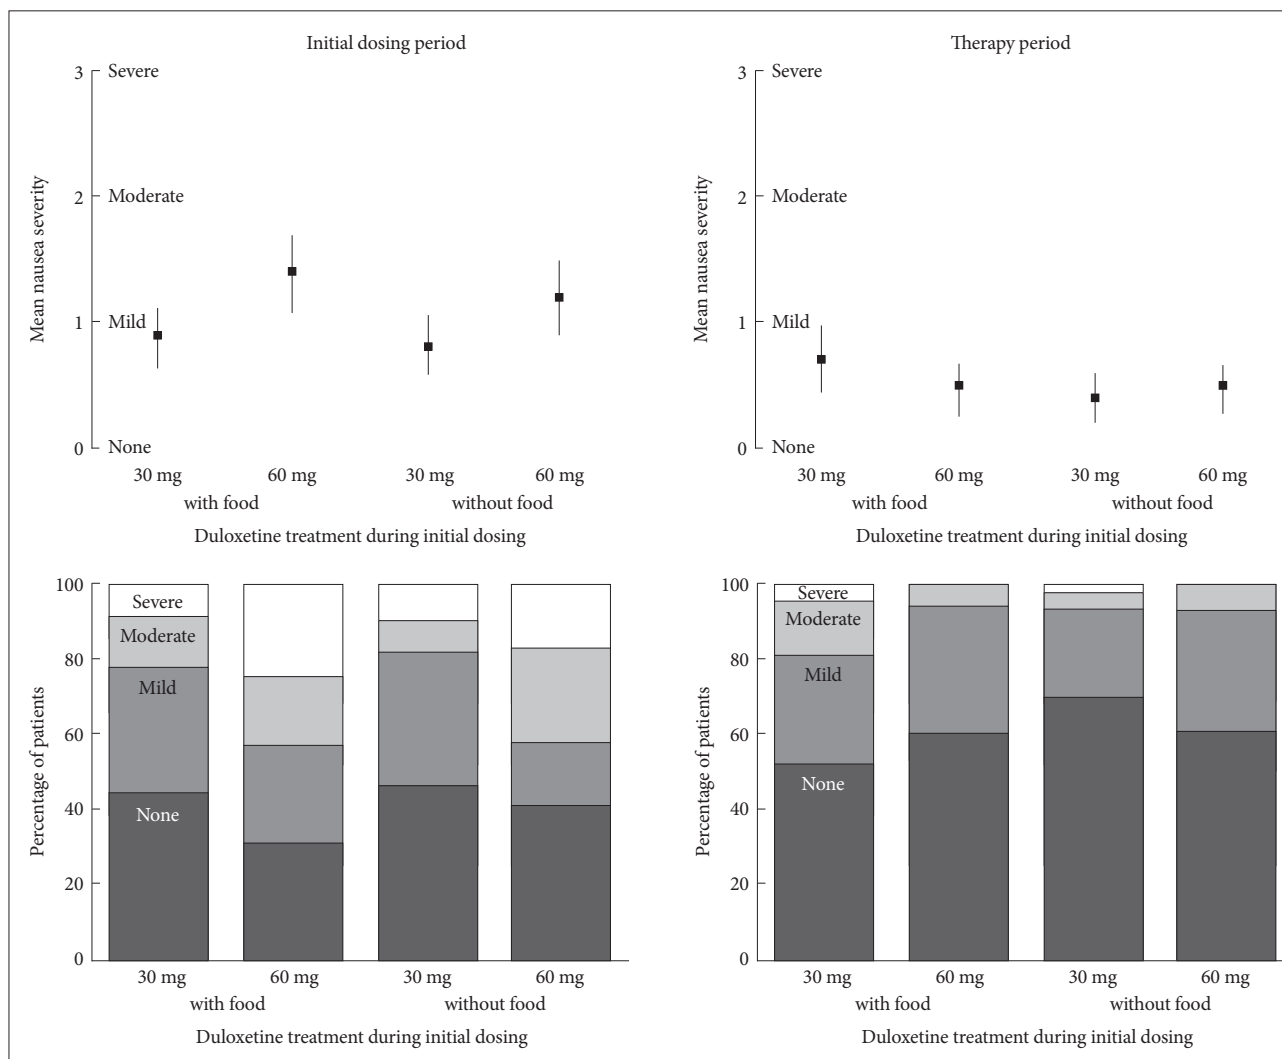 Initial dosing period
3
Severe
2
Moderate
1
Mild
0
None
Mean nausea severity
30 mg
60 mg
30 mg
60 mg
with food
without food
Duloxetine treatment during initial dosing
Therapy period
3
Severe
2
Moderate
1
Mild
0
None
Mean nausea severity
30 mg
60 mg
30 mg
60 mg
with food
without food
Duloxetine treatment during initial dosing
100
80
60
40
20
0
Percentage of patients
Severe
Moderate
Mild
None
30 mg
60 mg
30 mg
60 mg
with food
without food
Duloxetine treatment during initial dosing
100
80
60
40
20
0
Percentage of patients
Severe
Moderate
Mild
None
30 mg
60 mg
30 mg
60 mg
with food
without food
Duloxetine treatment during initial dosing